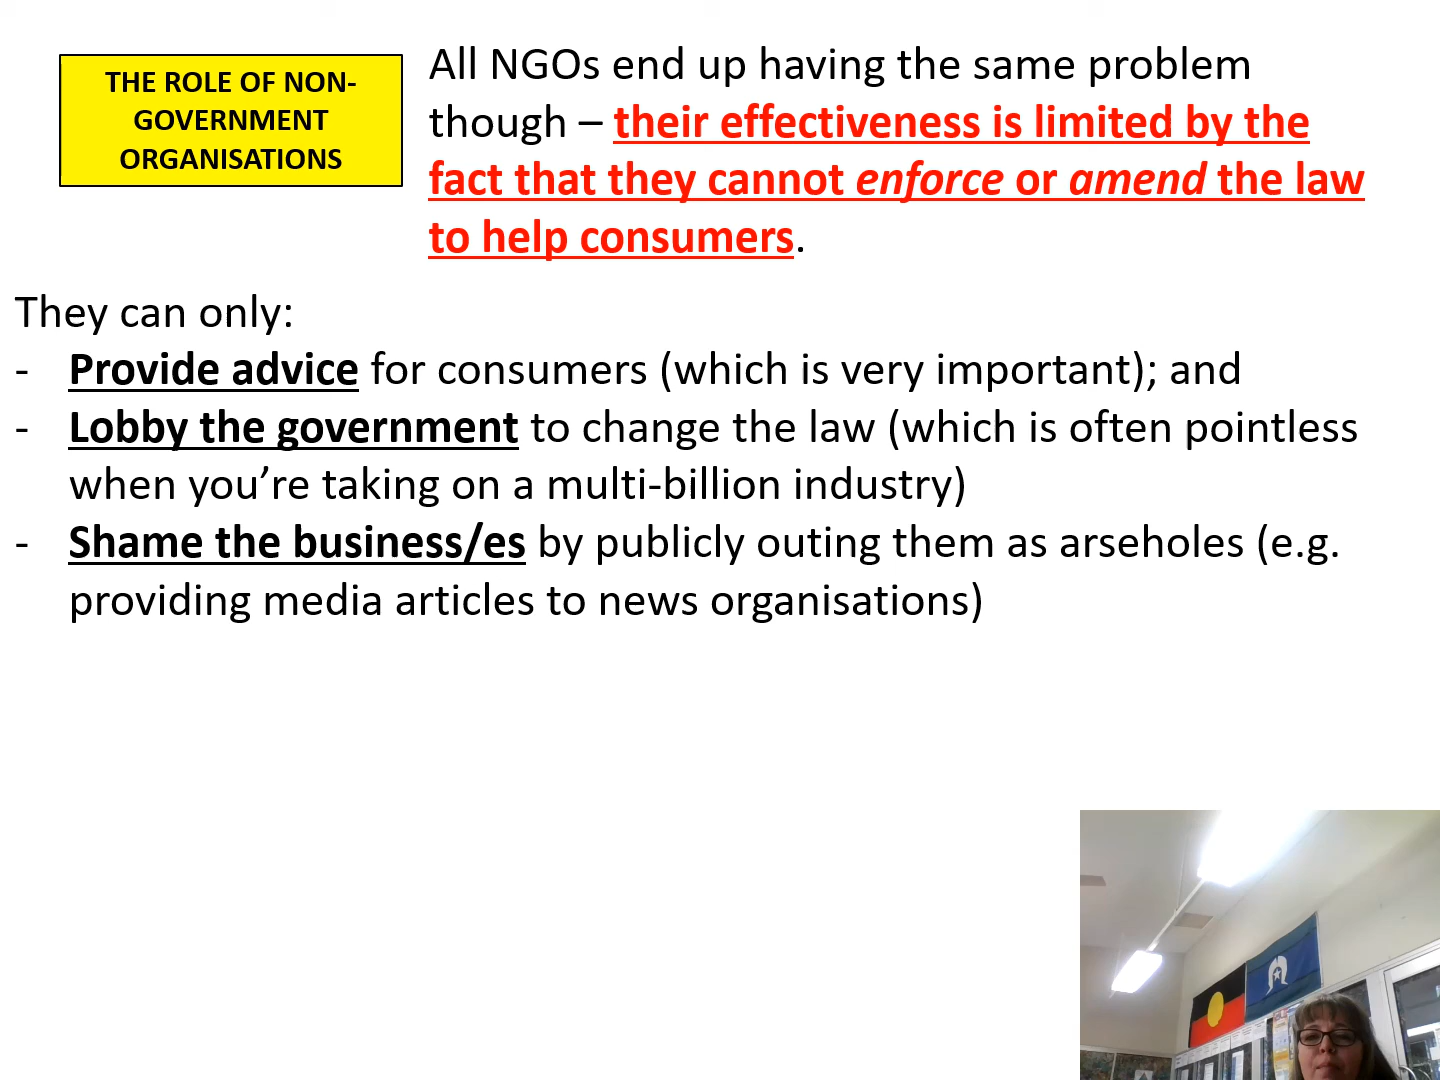 THE ROLE OF NON-
GOVERNMENT
ORGANISATIONS
All NGOs end up having the same problem
though – their effectiveness is limited by the
fact that they cannot enforce or amend the law
to help consumers.
They can only:
- Provide advice for consumers (which is very important); and
- Lobby the government to change the law (which is often pointless
when you’re taking on a multi-billion industry)
- Shame the business/es by publicly outing them as arseholes (e.g.
providing media articles to news organisations)